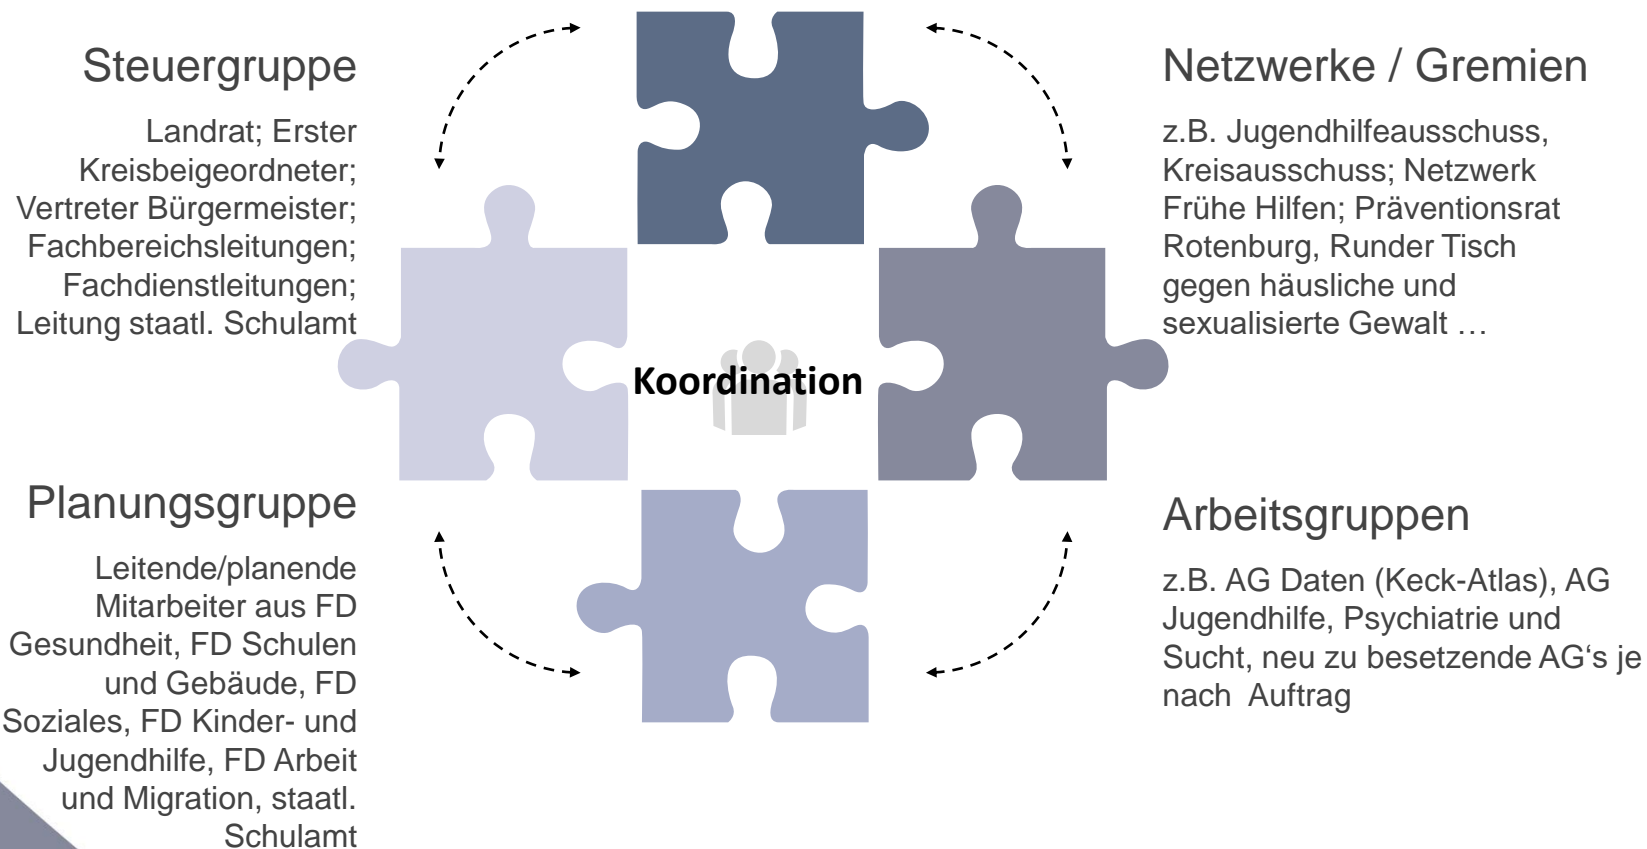 Steuergruppe
Landrat; Erster
Kreisbeigeordneter;
Vertreter Bürgermeister;
Fachbereichsleitungen;
Fachdienstleitungen;
Leitung staatl. Schulamt
Netzwerke / Gremien
z.B. Jugendhilfeausschuss,
Kreisausschuss; Netzwerk
Frühe Hilfen; Präventionsrat
Rotenburg, Runder Tisch
gegen häusliche und
sexualisierte Gewalt …
Koordination
Planungsgruppe
Leitende/planende
Mitarbeiter aus FD
Gesundheit, FD Schulen
und Gebäude, FD
Soziales, FD Kinder- und
Jugendhilfe, FD Arbeit
und Migration, staatl.
Schulamt
Arbeitsgruppen
z.B. AG Daten (Keck-Atlas), AG
Jugendhilfe, Psychiatrie und
Sucht, neu zu besetzende AG‘s je
nach  Auftrag